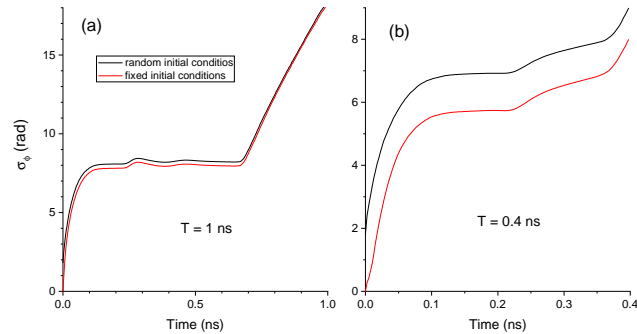 (a)
random initial conditios
fixed initial conditions
15
10
5
0
σϕ (rad)
T = 1 ns
0.0
0.5
1.0
Time (ns)
(b)
8
6
4
2
0
T = 0.4 ns
0.0
0.1
0.2
0.3
0.4
Time (ns)